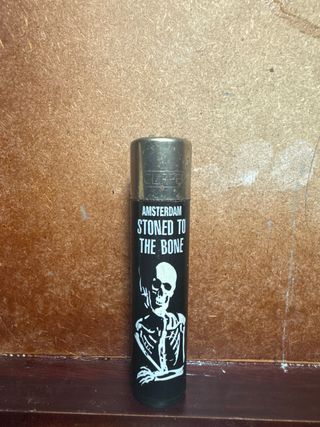 AMSTERDAM
STONED TO
THE BONE